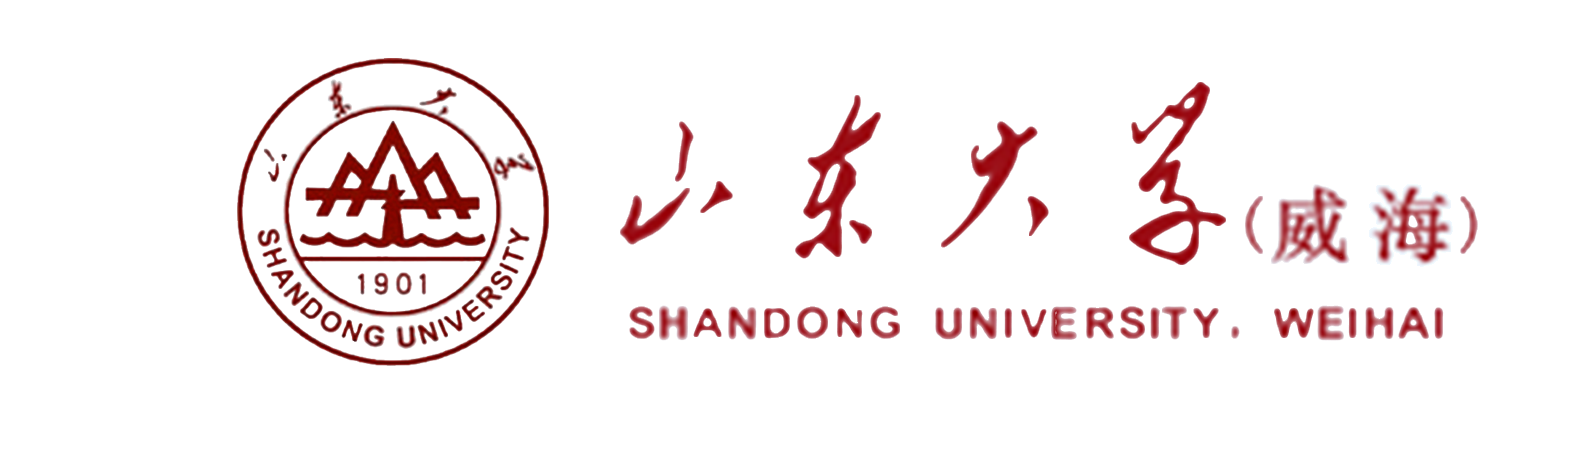 山东大学
1901
SHANDONG UNIVERSITY
山东大学(威海)
SHANDONG UNIVERSITY, WEIHAI